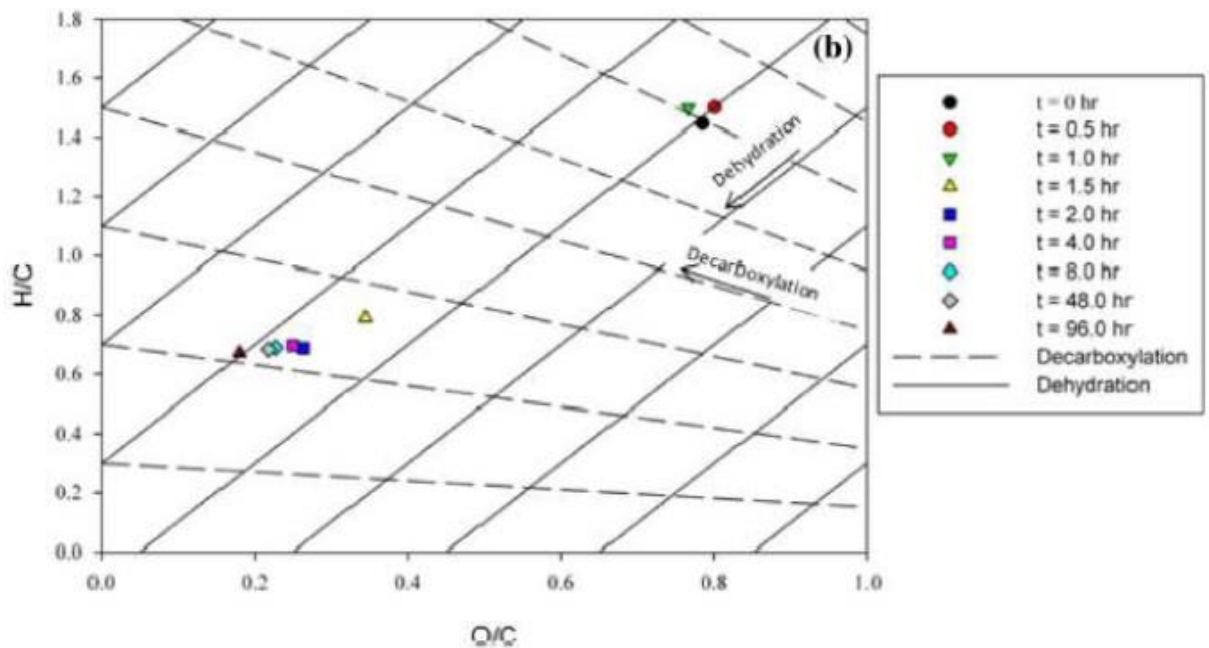 1.8
1.6
1.4
1.2
1.0
0.8
0.6
0.4
0.2
0.0
H/C
0.0 0.2 0.4 0.6 0.8 1.0
O/C
(b)
Dehydration
Decarboxylation
t = 0 hr
t = 0.5 hr
t = 1.0 hr
t = 1.5 hr
t = 2.0 hr
t = 4.0 hr
t = 8.0 hr
t = 48.0 hr
t = 96.0 hr
Decarboxylation
Dehydration